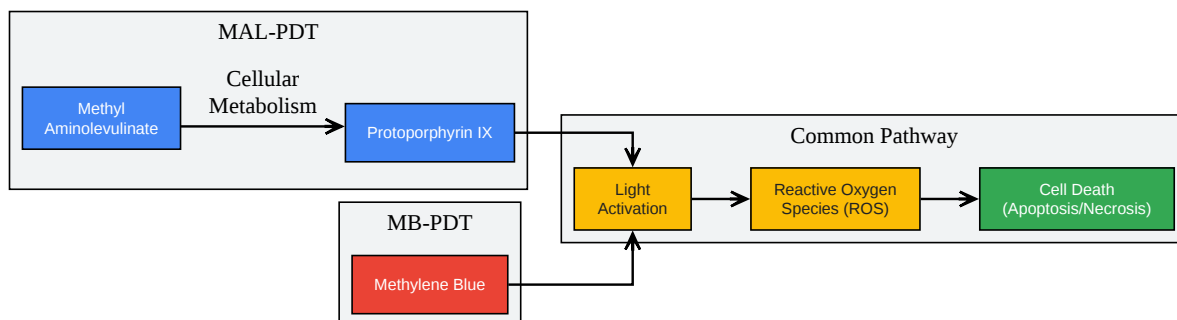 MAL-PDT
Methyl
Aminolevulinate
Cellular
Metabolism
Protoporphyrin IX
MB-PDT
Methylene Blue
Common Pathway
Light
Activation
Reactive Oxygen
Species (ROS)
Cell Death
(Apoptosis/Necrosis)